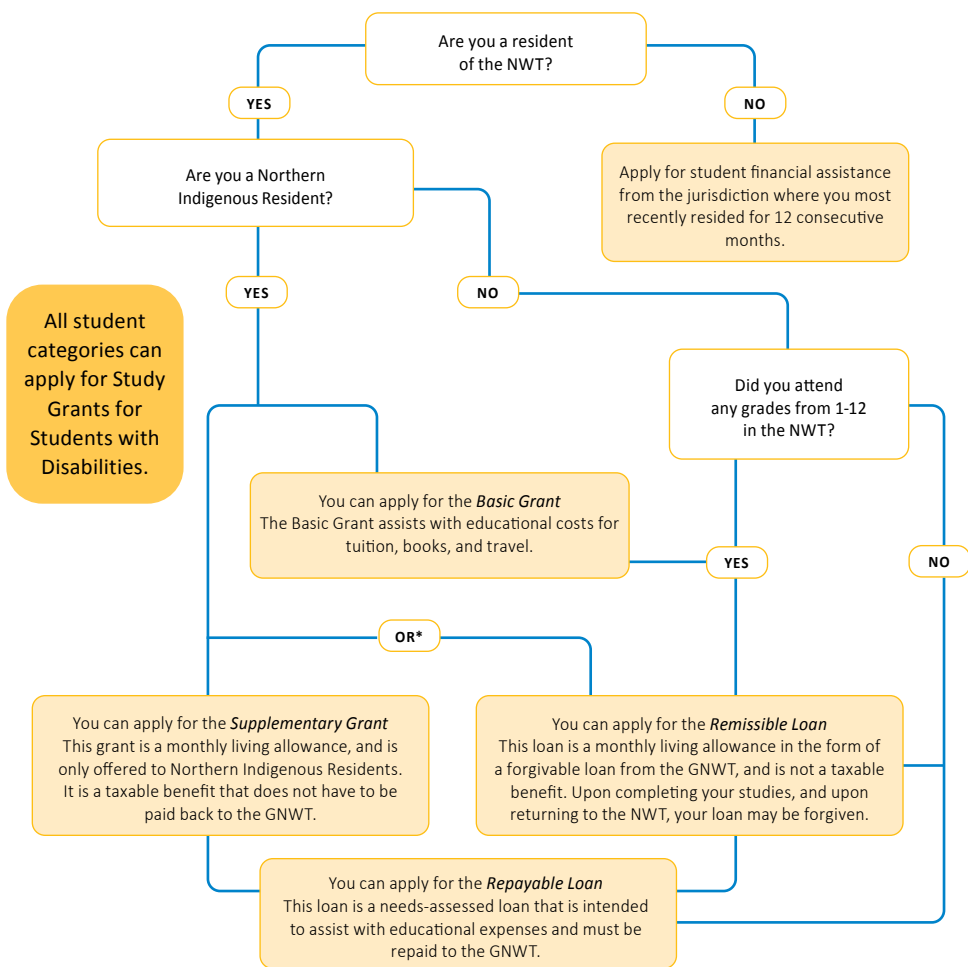 Are you a resident
of the NWT?
YES
NO
Are you a Northern
Indigenous Resident?
Apply for student financial assistance
from the jurisdiction where you most
recently resided for 12 consecutive
months.
YES
NO
All student
categories can
apply for Study
Grants for
Students with
Disabilities.
Did you attend
any grades from 1-12
in the NWT?
You can apply for the Basic Grant
The Basic Grant assists with educational costs for
tuition, books, and travel.
YES
NO
OR*
You can apply for the Supplementary Grant
This grant is a monthly living allowance, and is
only offered to Northern Indigenous Residents.
It is a taxable benefit that does not have to be
paid back to the GNWT.
You can apply for the Remissible Loan
This loan is a monthly living allowance in the form of
a forgivable loan from the GNWT, and is not a taxable
benefit. Upon completing your studies, and upon
returning to the NWT, your loan may be forgiven.
You can apply for the Repayable Loan
This loan is a needs-assessed loan that is intended
to assist with educational expenses and must be
repaid to the GNWT.